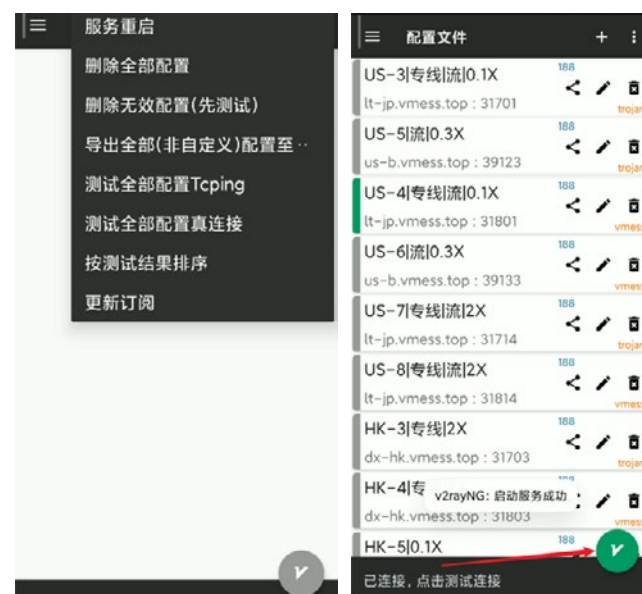 服务重启
删除全部配置
删除无效配置(先测试)
导出全部(非自定义)配置至··
测试全部配置Tcping
测试全部配置真连接
按测试结果排序
更新订阅
配置文件
US-3|专线|流|0.1X
188
lt-jp.vmess.top : 31701
trojan
US-5|流|0.3X
188
us-b.vmess.top : 39123
trojan
US-4|专线|流|0.1X
188
lt-jp.vmess.top : 31801
vmess
US-6|流|0.3X
188
us-b.vmess.top : 39133
vmess
US-7|专线|流|2X
188
lt-jp.vmess.top : 31714
trojan
US-8|专线|流|2X
188
lt-jp.vmess.top : 31814
vmess
HK-3|专线|2X
188
dx-hk.vmess.top : 31703
trojan
HK-4|专
v2rayNG: 启动服务成功
dx-hk.vmess.top : 31803
vmess
HK-5|0.1X
188
已连接，点击测试连接